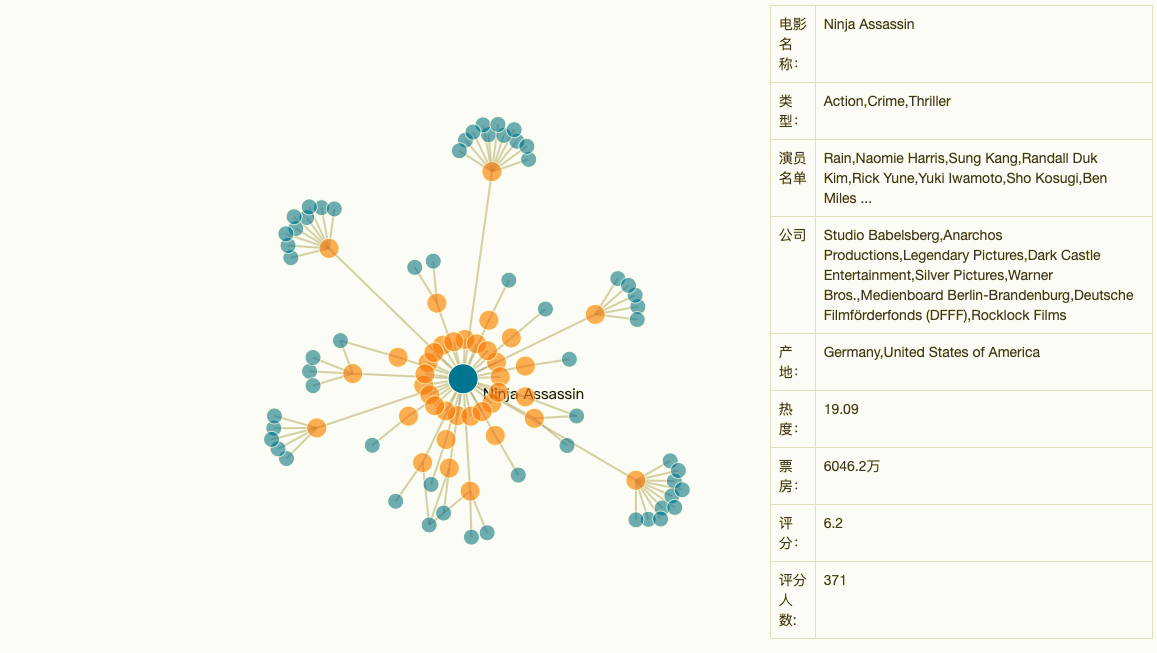 Ninja Assassin
电影
名
称：
Ninja Assassin
类
型：
Action,Crime,Thriller
演员
名单
Rain,Naomie Harris,Sung Kang,Randall Duk
Kim,Rick Yune,Yuki Iwamoto,Sho Kosugi,Ben
Miles ...
公司
Studio Babelsberg,Anarchos
Productions,Legendary Pictures,Dark Castle
Entertainment,Silver Pictures,Warner
Bros.,Medienboard Berlin-Brandenburg,Deutsche
Filmförderfonds (DFFF),Rocklock Films
产
地：
Germany,United States of America
热
度：
19.09
票
房：
6046.2万
评
分：
6.2
评分
人
数：
371